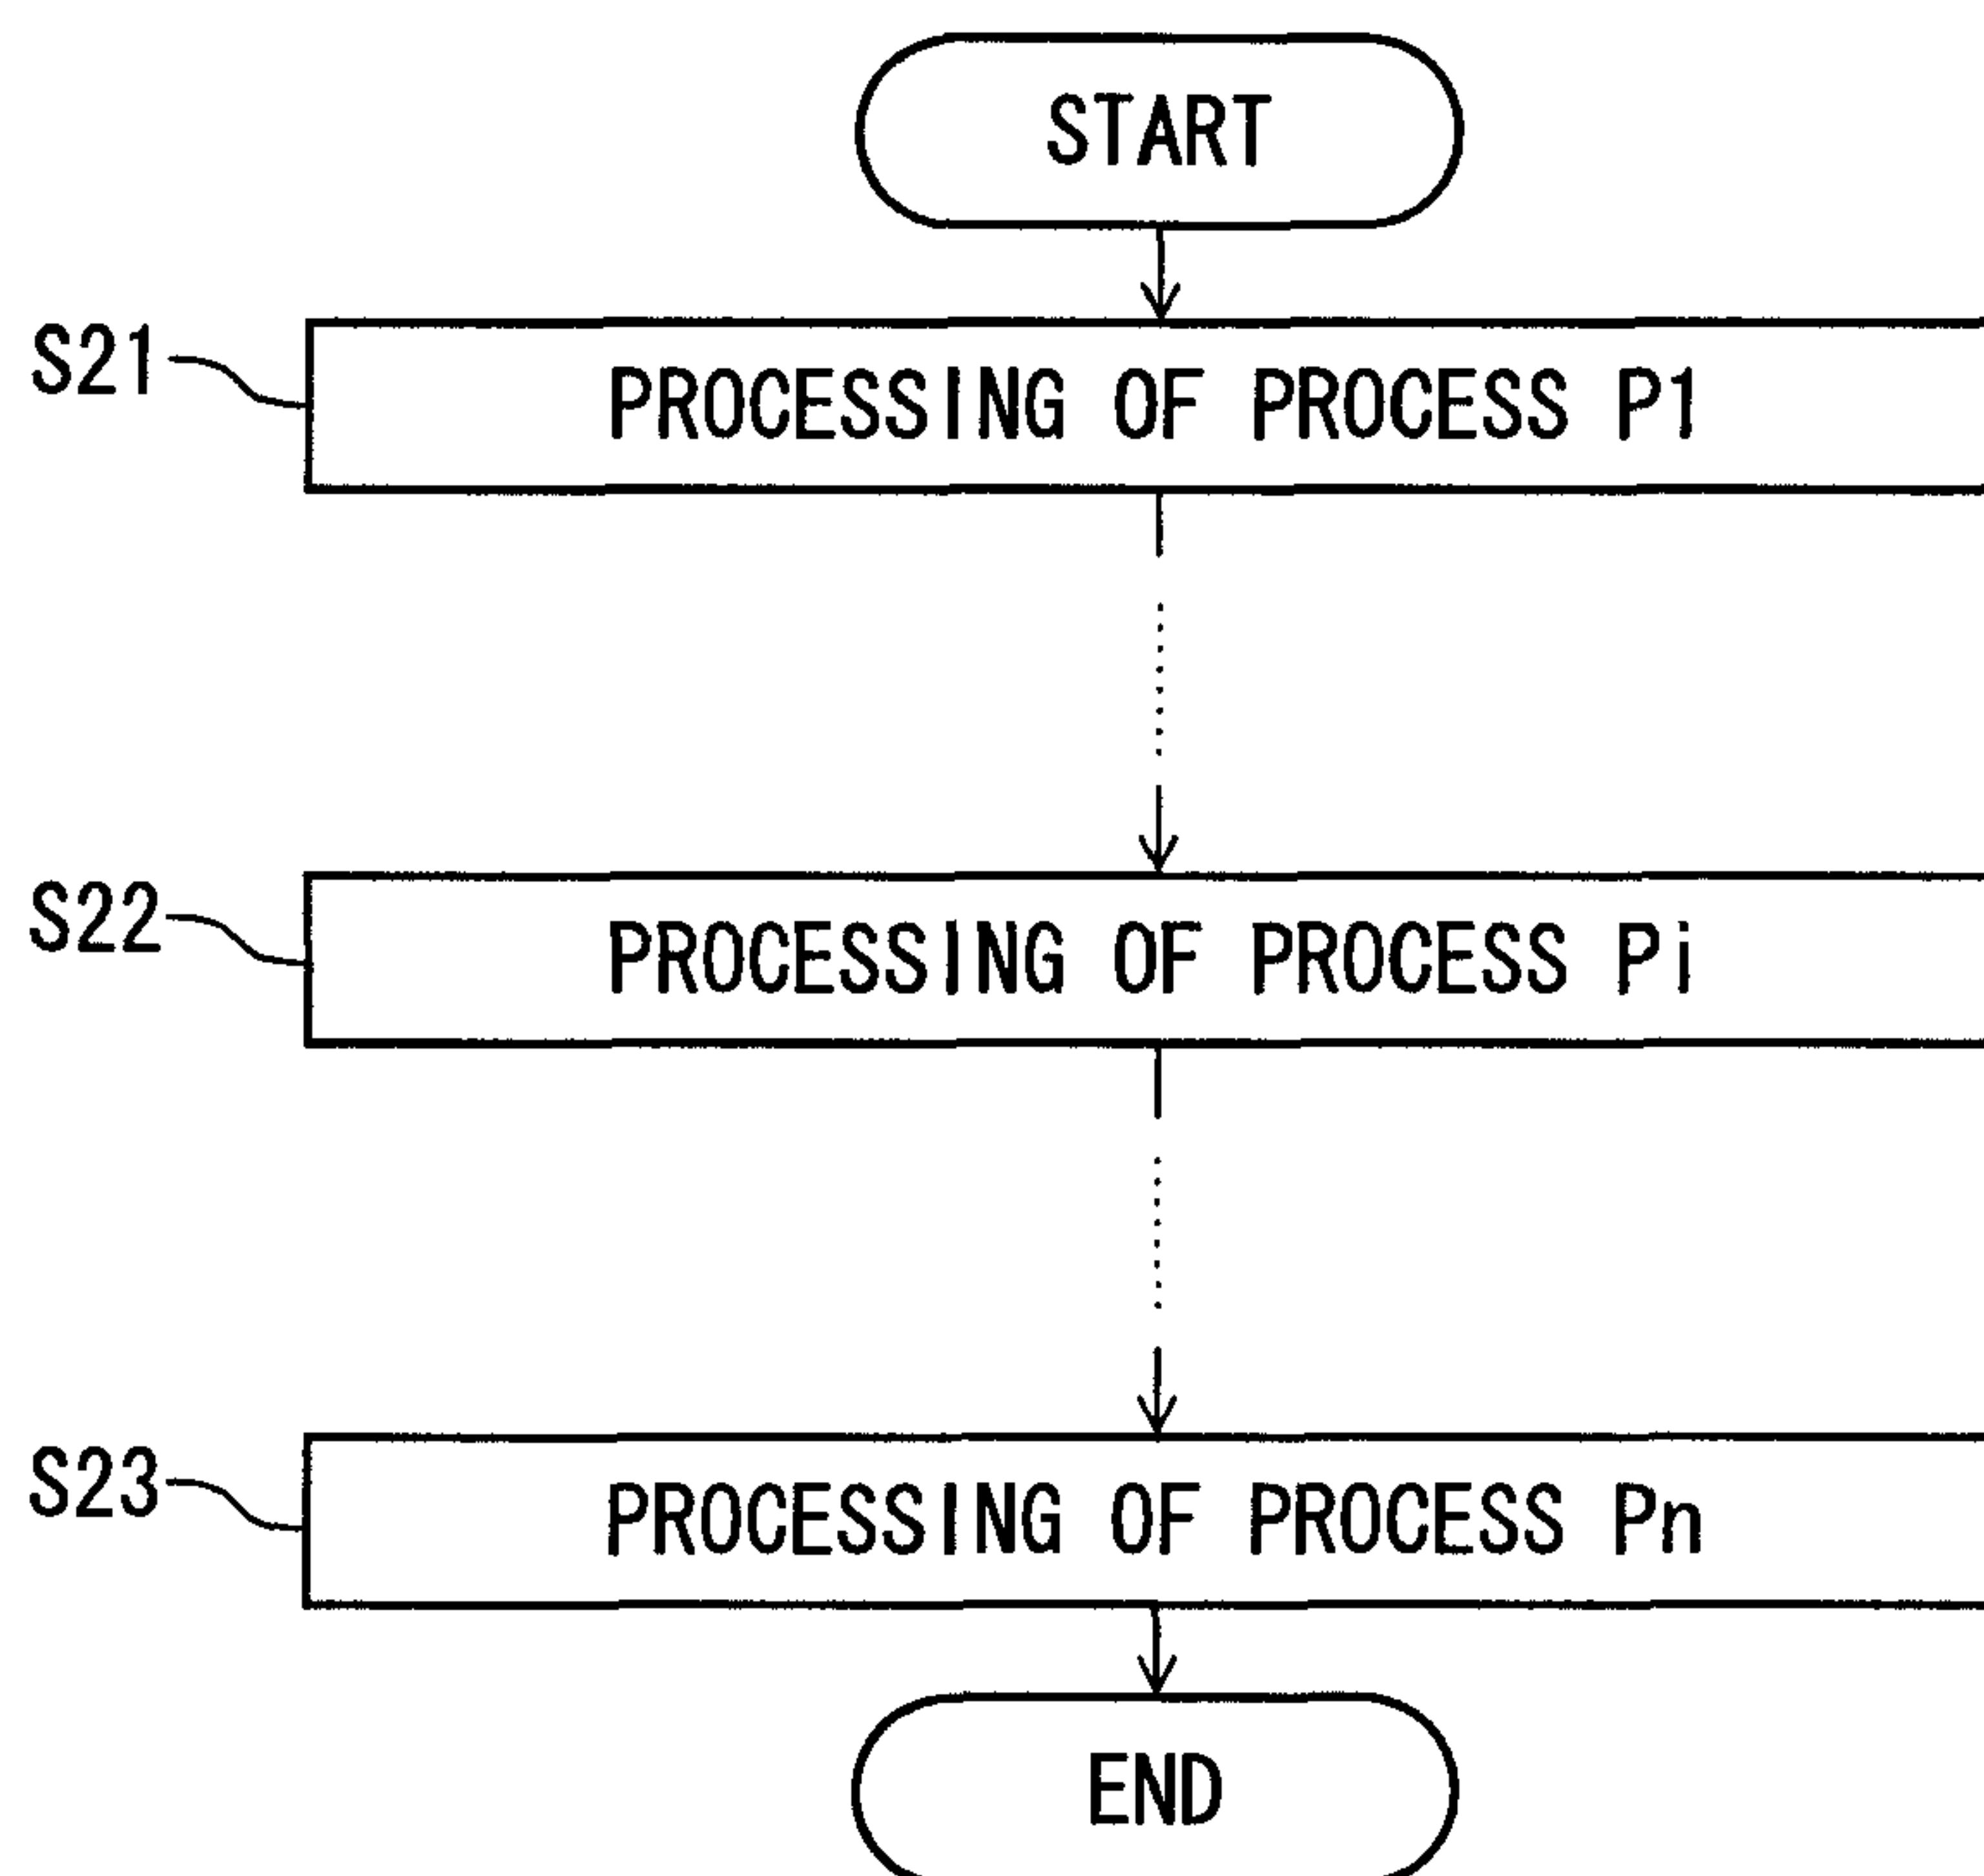 START
S21
PROCESSING OF PROCESS P1
S22
PROCESSING OF PROCESS Pi
S23
PROCESSING OF PROCESS Pn
END